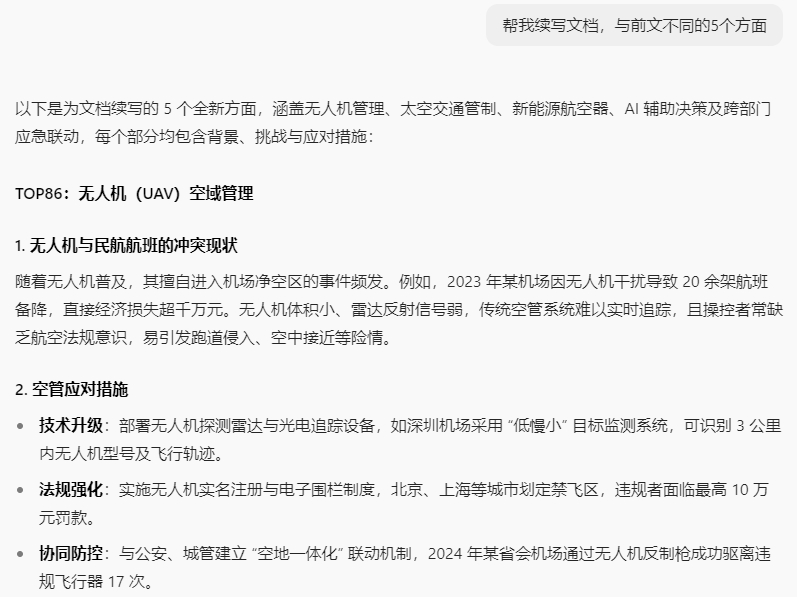 帮我续写文档，与前文不同的5个方面
以下是为文档续写的 5 个全新方面，涵盖无人机管理、太空交通管制、新能源航空器、AI 辅助决策及跨部门
应急联动，每个部分均包含背景、挑战与应对措施：
TOP86：无人机（UAV）空域管理
1. 无人机与民航航班的冲突现状
随着无人机普及，其擅自进入机场净空区的事件频发。例如，2023 年某机场因无人机干扰导致 20 余架航班
备降，直接经济损失超千万元。无人机体积小、雷达反射信号弱，传统空管系统难以实时追踪，且操控者常缺
乏航空法规意识，易引发跑道侵入、空中接近等险情。
2. 空管应对措施
• 技术升级：部署无人机探测雷达与光电追踪设备，如深圳机场采用 “低慢小” 目标监测系统，可识别 3 公里
内无人机型号及飞行轨迹。
• 法规强化：实施无人机实名注册与电子围栏制度，北京、上海等城市划定禁飞区，违规者面临最高 10 万
元罚款。
• 协同防控：与公安、城管建立 “空地一体化” 联动机制，2024 年某省会机场通过无人机反制枪成功驱离违
规飞行器 17 次。